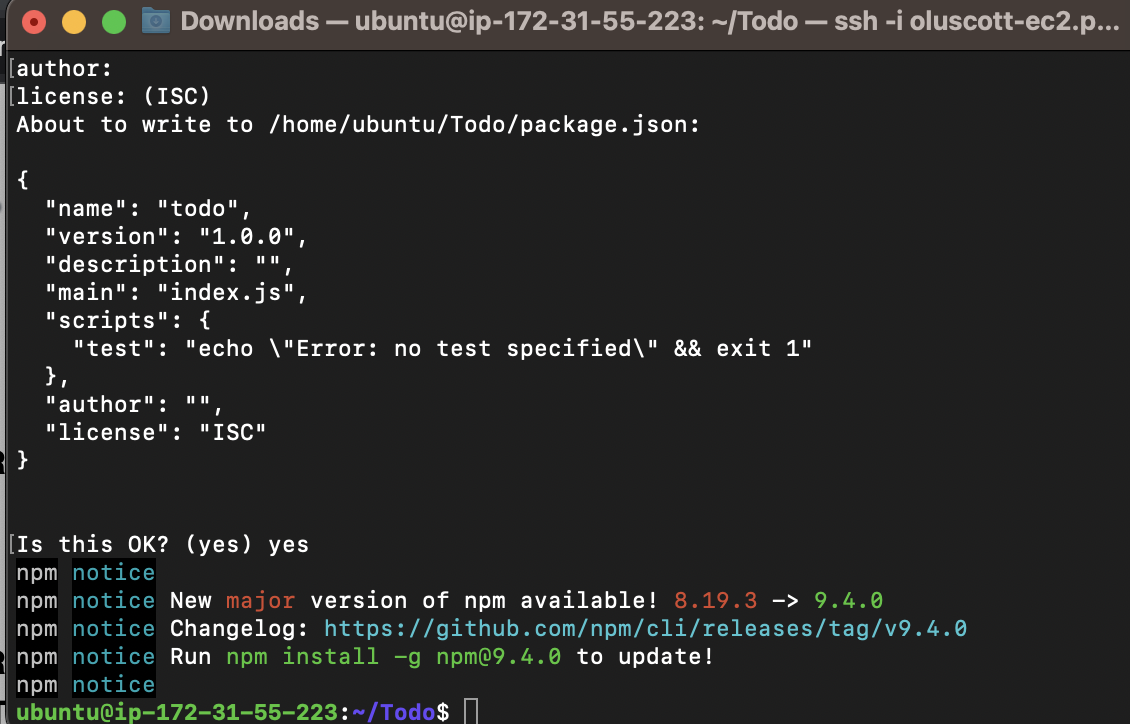 Downloads — ubuntu@ip-172-31-55-223: ~/Todo — ssh -i oluscott-ec2.p...
[author:
[license: (ISC)
About to write to /home/ubuntu/Todo/package.json:
{
  "name": "todo",
  "version": "1.0.0",
  "description": "",
  "main": "index.js",
  "scripts": {
    "test": "echo \"Error: no test specified\" && exit 1"
  },
  "author": "",
  "license": "ISC"
}
[Is this OK? (yes) yes
npm notice
npm notice New major version of npm available! 8.19.3 -> 9.4.0
npm notice Changelog: https://github.com/npm/cli/releases/tag/v9.4.0
npm notice Run npm install -g npm@9.4.0 to update!
npm notice
ubuntu@ip-172-31-55-223:~/Todo$